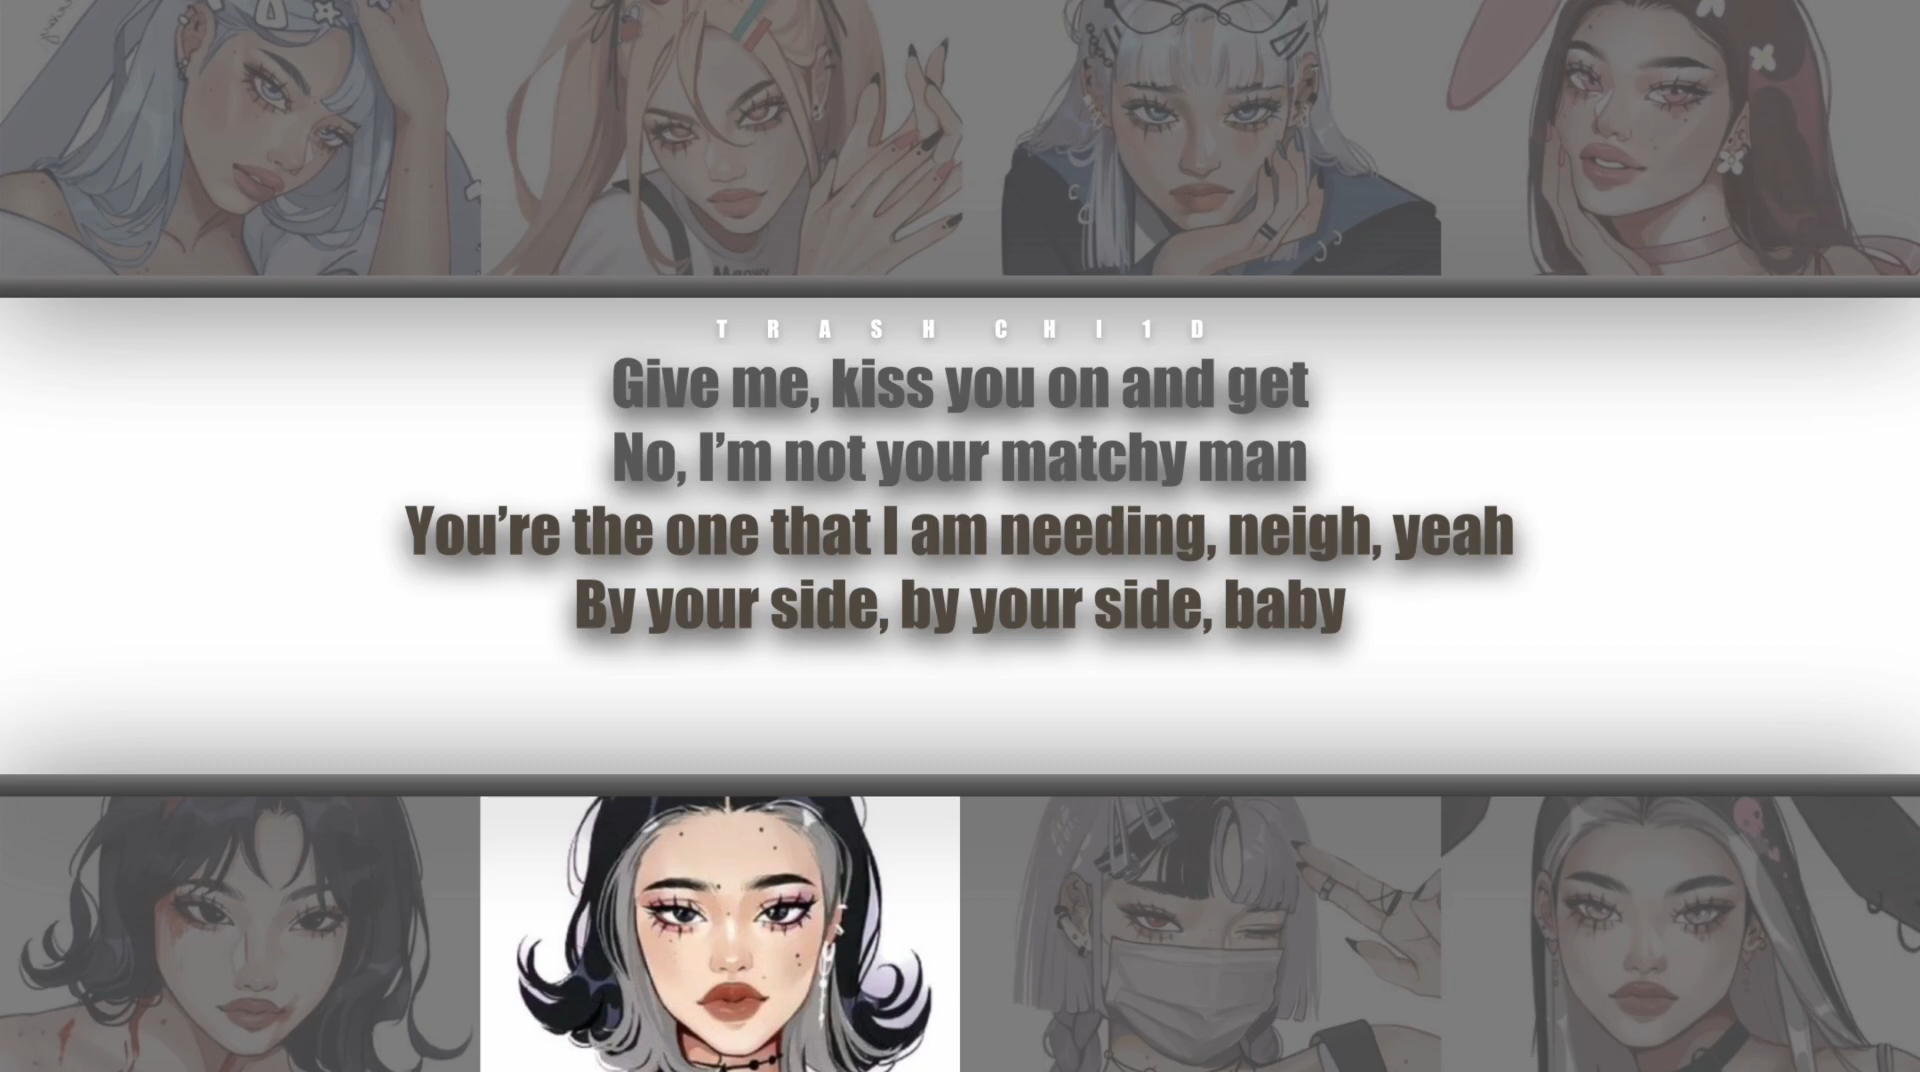 Meowy
T R A S H C H I 1 D
Give me, kiss you on and get
No, I’m not your matchy man
You’re the one that I am needing, neigh, yeah
By your side, by your side, baby